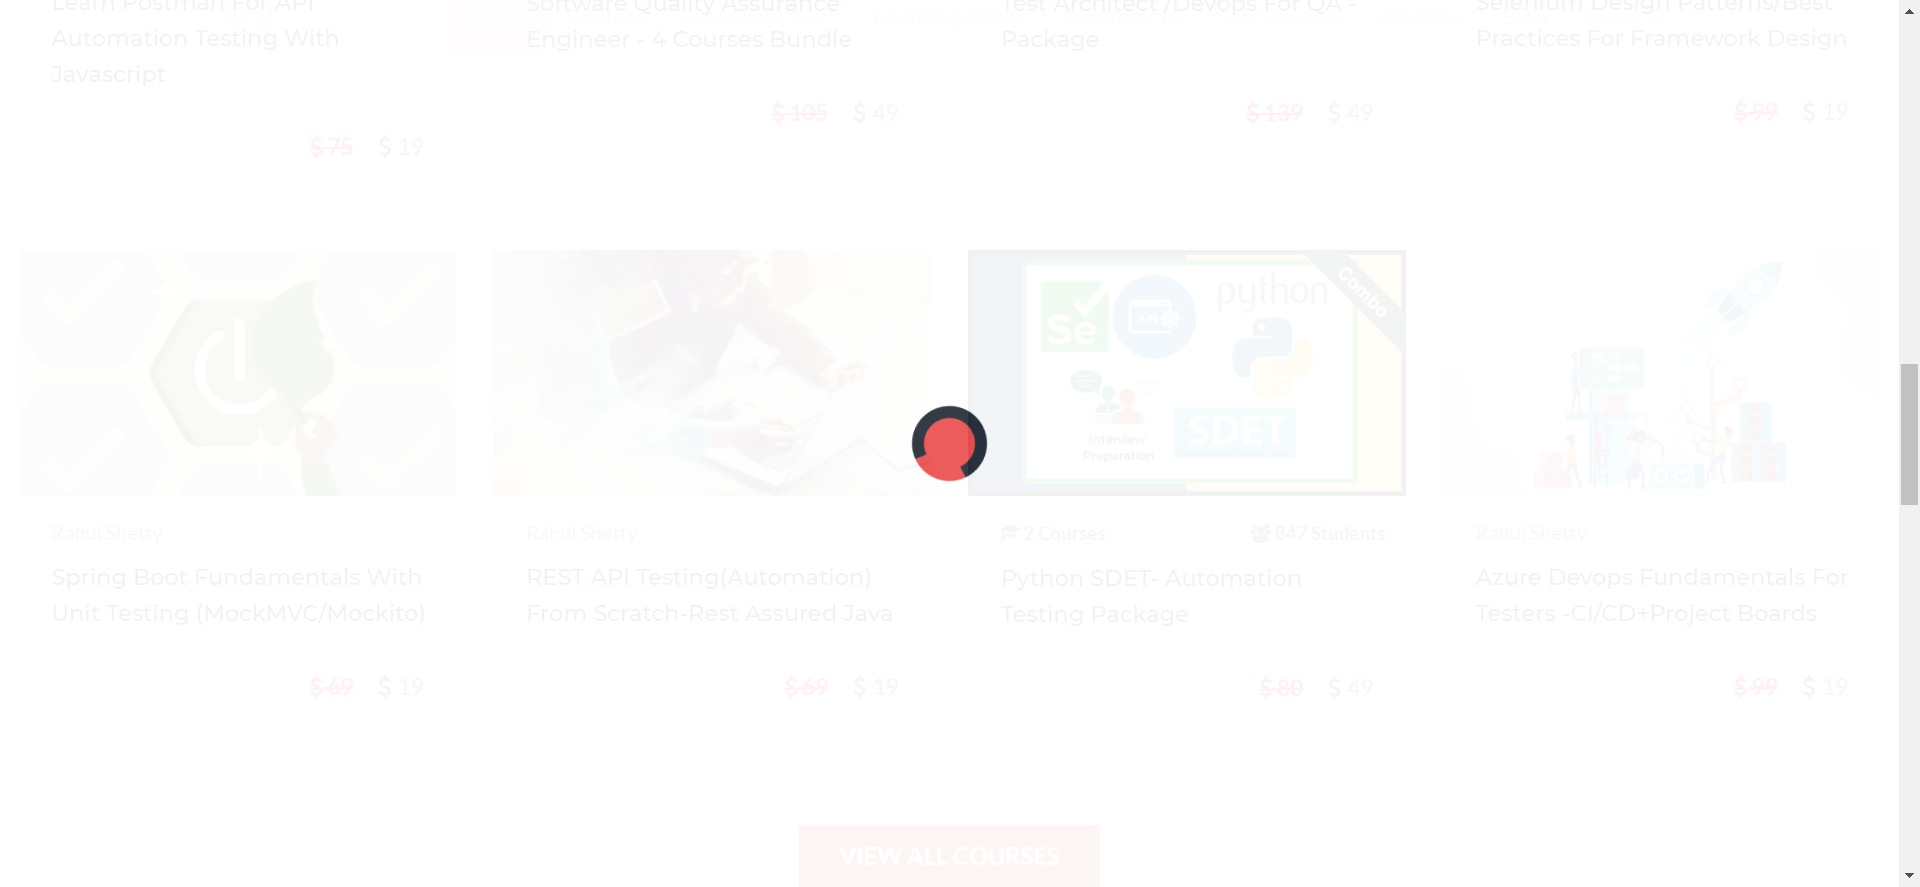 Learn Postman For API
Automation Testing With
Javascript
$ 75 $ 19
Software Quality Assurance
Engineer - 4 Courses Bundle
$ 105 $ 49
Test Architect /Devops For QA -
Package
$ 139 $ 49
Selenium Design Patterns/Best
Practices For Framework Design
$ 99 $ 19
Rahul Shetty
Spring Boot Fundamentals With
Unit Testing (MockMVC/Mockito)
$ 69 $ 19
Rahul Shetty
REST API Testing(Automation)
From Scratch-Rest Assured Java
$ 69 $ 19
Se
API
python
Combo
Interview
Preparation
SDET
2 Courses 847 Students
Python SDET- Automation
Testing Package
$ 80 $ 49
Rahul Shetty
Azure Devops Fundamentals For
Testers -CI/CD+Project Boards
$ 99 $ 19
VIEW ALL COURSES